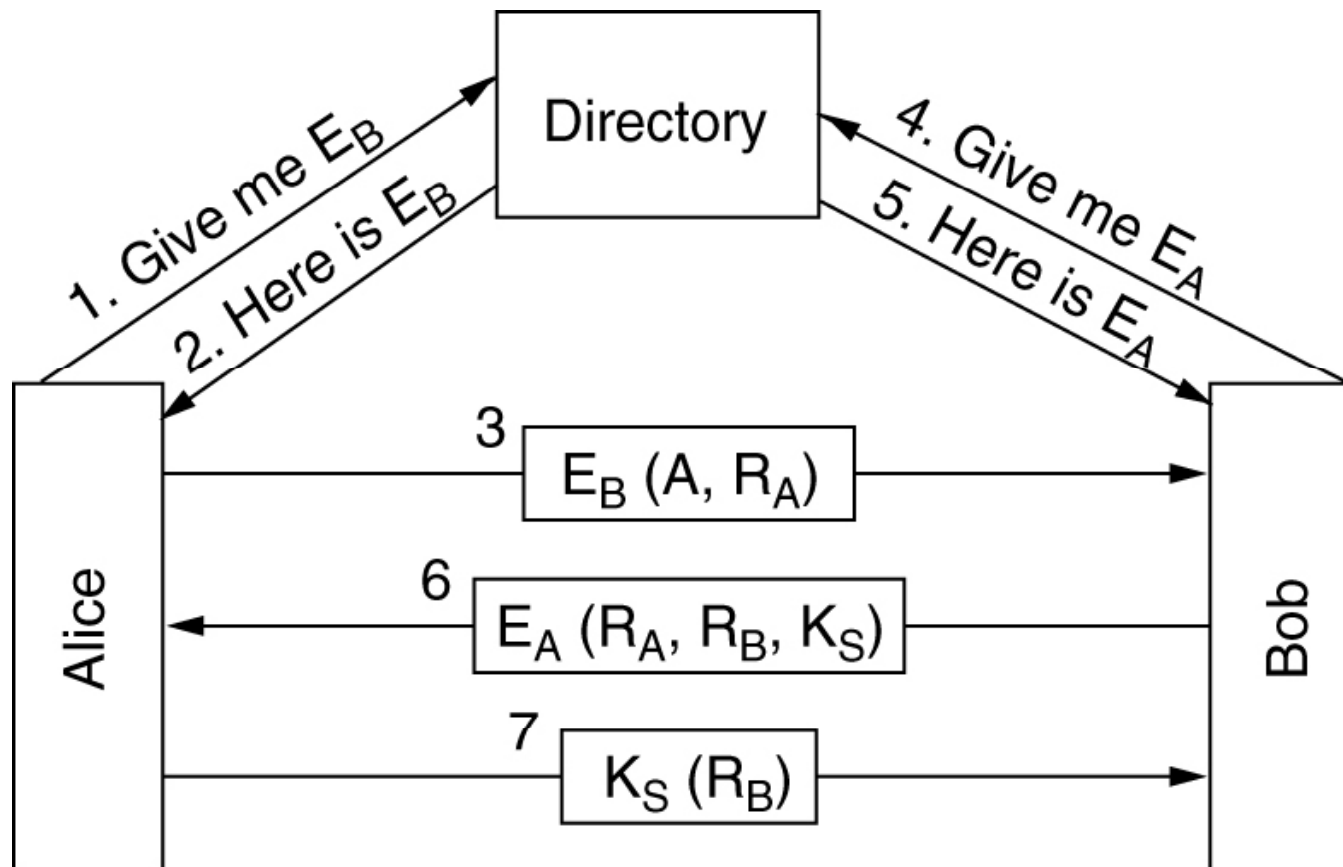 Directory
1. Give me E_B
2. Here is E_B
4. Give me E_A
5. Here is E_A
3
E_B (A, R_A)
6
E_A (R_A, R_B, K_S)
7
K_S (R_B)
Alice
Bob